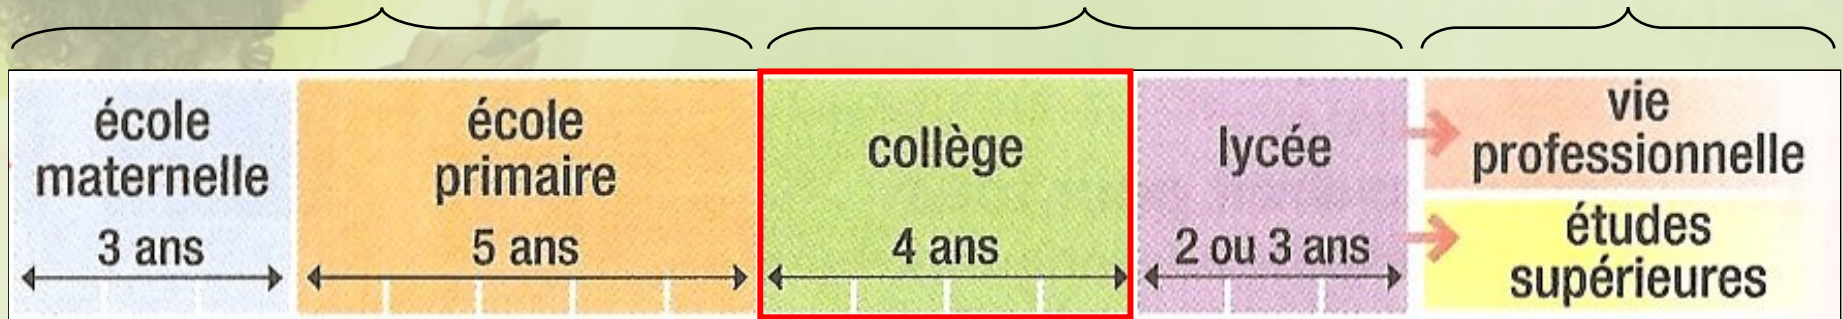 école
maternelle
3 ans
école
primaire
5 ans
collège
4 ans
lycée
2 ou 3 ans
vie
professionnelle
études
supérieures